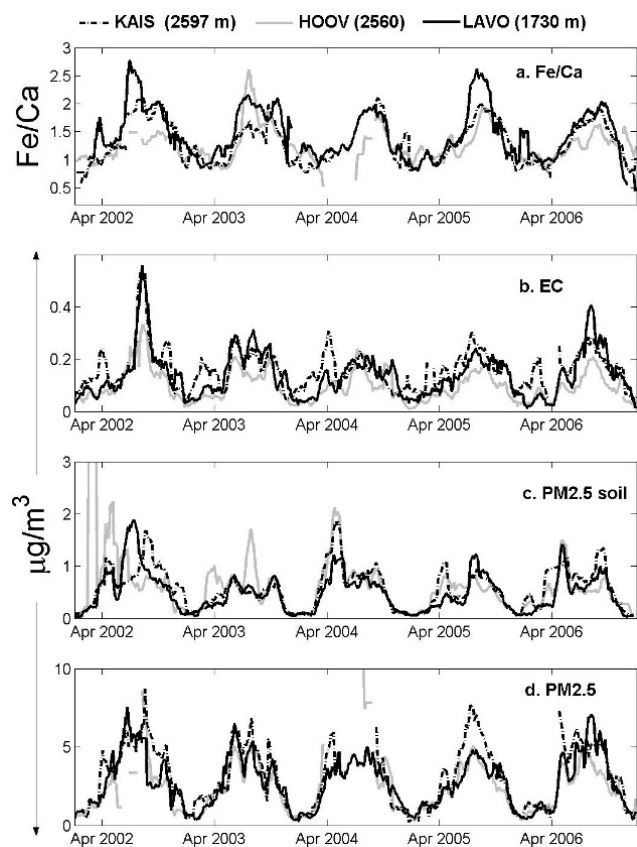 KAIS (2597 m) HOOV (2560) LAVO (1730 m)
a. Fe/Ca
Fe/Ca
3
2.5
2
1.5
1
0.5
Apr 2002 Apr 2003 Apr 2004 Apr 2005 Apr 2006
b. EC
0.4
0.2
0
Apr 2002 Apr 2003 Apr 2004 Apr 2005 Apr 2006
µg/m³
c. PM2.5 soil
3
2
1
0
Apr 2002 Apr 2003 Apr 2004 Apr 2005 Apr 2006
d. PM2.5
10
5
0
Apr 2002 Apr 2003 Apr 2004 Apr 2005 Apr 2006